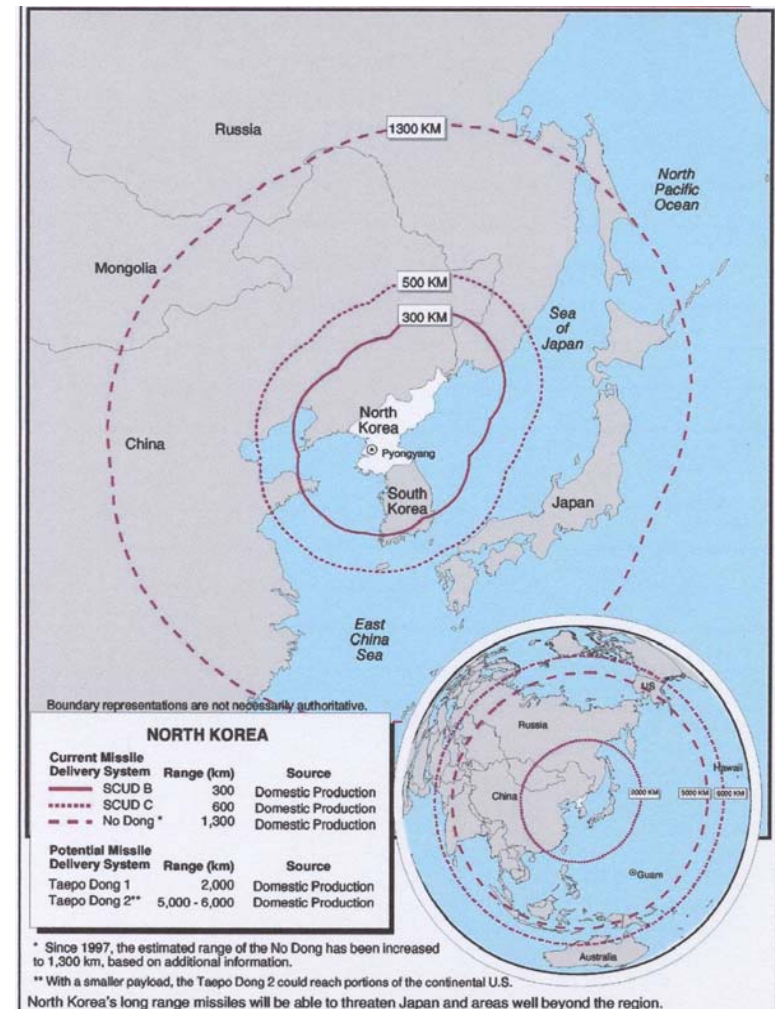 1300 KM
Russia
North
Pacific
Ocean
Mongolia
500 KM
Sea
of
Japan
300 KM
North
Korea
China
Pyongyang
South
Korea
Japan
East
China
Sea
Boundary representations are not necessarily authoritative.
NORTH KOREA
Current Missile
Delivery System Range (km) Source
SCUD B 300 Domestic Production
SCUD C 600 Domestic Production
No Dong * 1,300 Domestic Production
Potential Missile
Delivery System Range (km) Source
Taepo Dong 1 2,000 Domestic Production
Taepo Dong 2** 5,000 - 6,000 Domestic Production
US
Russia
Hawaii
China
2000 KM
5000 KM
6000 KM
Guam
Australia
* Since 1997, the estimated range of the No Dong has been increased
to 1,300 km, based on additional information.
** With a smaller payload, the Taepo Dong 2 could reach portions of the continental U.S.
North Korea's long range missiles will be able to threaten Japan and areas well beyond the region.